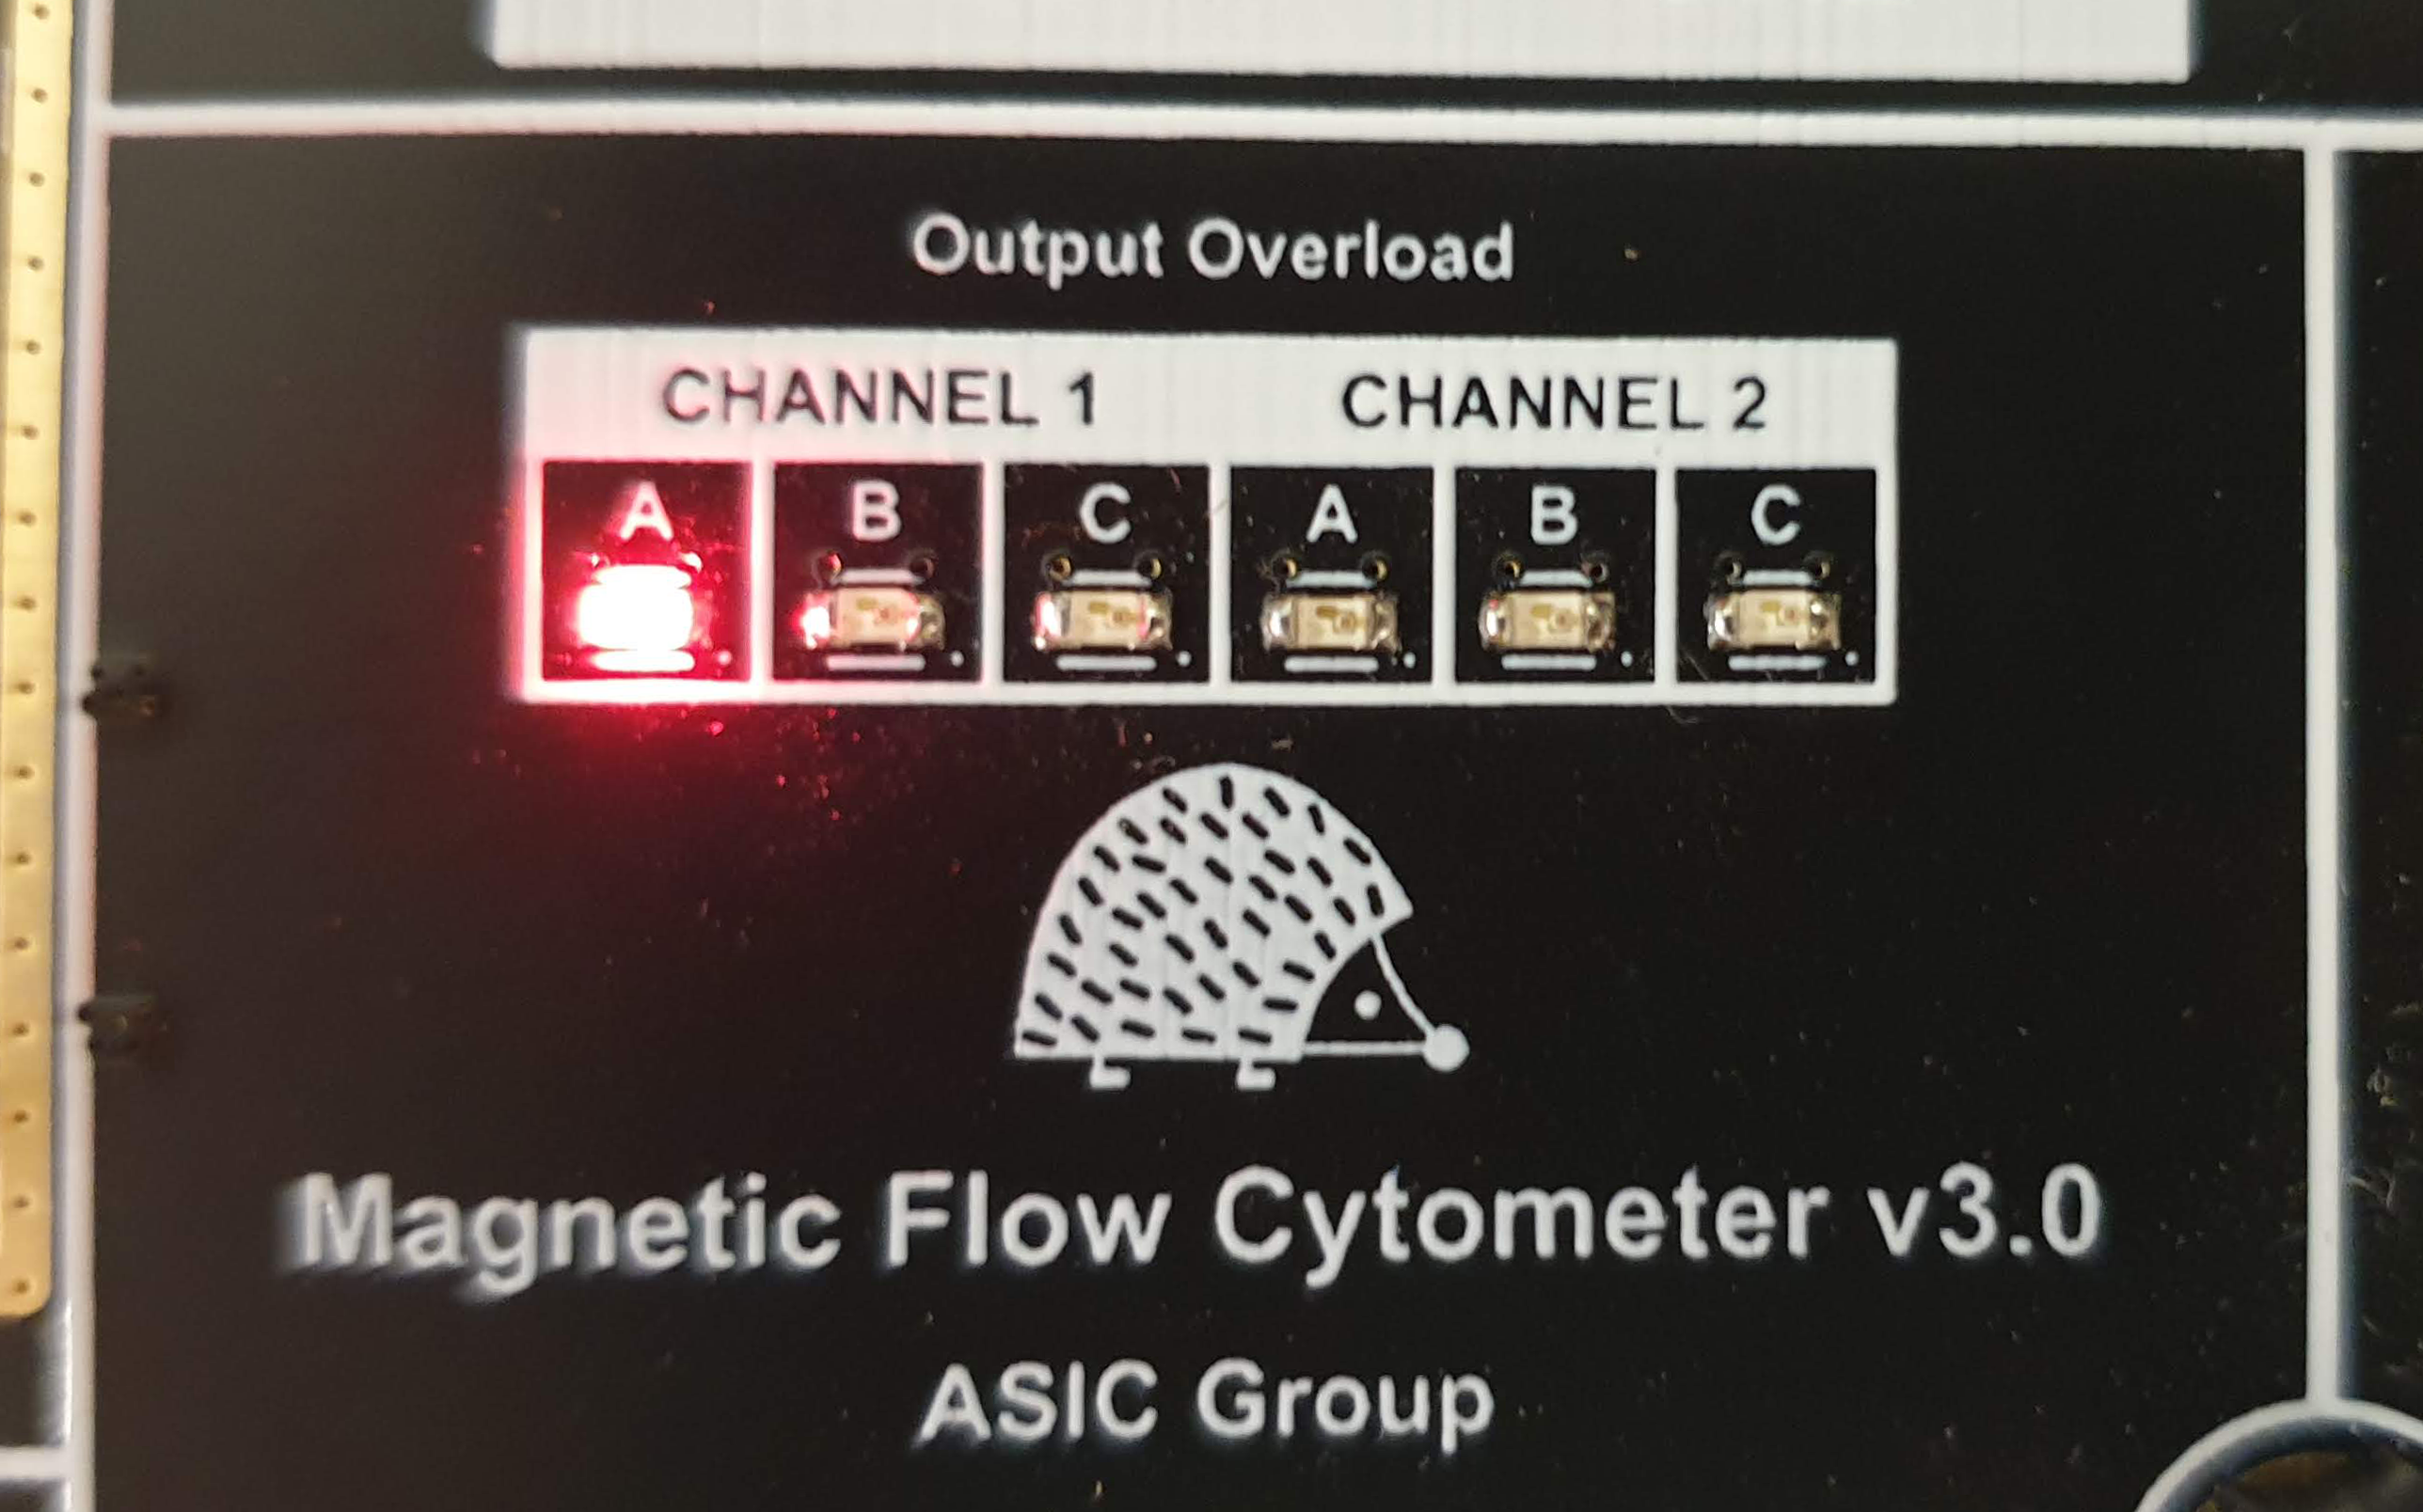 Output Overload
CHANNEL 1 CHANNEL 2
A B C A B C
Magnetic Flow Cytometer v3.0
ASIC Group